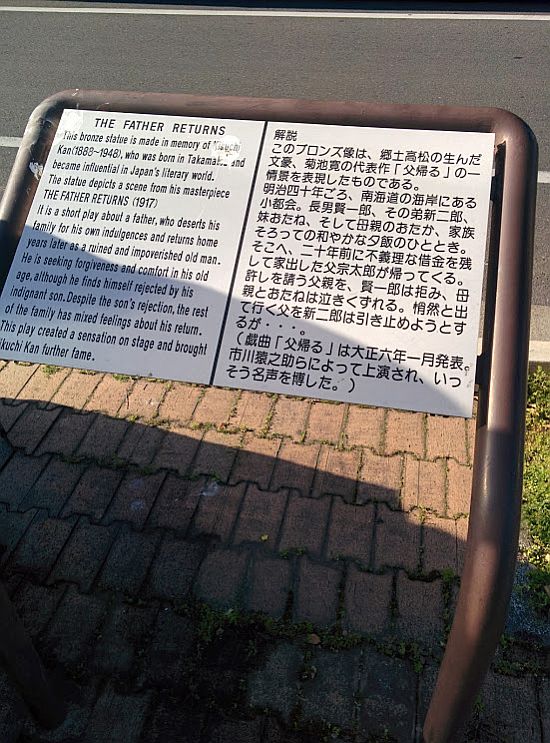 THE FATHER RETURNS
This bronze statue is made in memory of Kikuchi
Kan(1888~1948), who was born in Takamatsu and
became influential in Japan's literary world.
The statue depicts a scene from his masterpiece
THE FATHER RETURNS (1917)
It is a short play about a father, who deserts his
family for his own indulgences and returns home
years later as a ruined and impoverished old man.
He is seeking forgiveness and comfort in his old
age, although he finds himself rejected by his
indignant son. Despite the son's rejection, the rest
of the family has mixed feelings about his return.
This play created a sensation on stage and brought
Kikuchi Kan further fame.
解説
このブロンズ像は、郷土高松の生んだ
文豪、菊池寛の代表作「父帰る」の一
情景を表現したものである。
明治四十年ごろ、南海道の海岸にある
小都会。長男賢一郎、その弟新二郎、
妹おたね、そして母親のおたか、家族
そろっての和やかな夕飯のひととき。
そこへ、二十年前に不義理な借金を残
して家出した父宗太郎が帰ってくる。
許しを請う父親を、賢一郎は拒み、母
親とおたねは泣きくずれる。悄然と出
て行く父を新二郎は引き止めようとす
るが・・・。
(戯曲「父帰る」は大正六年一月発表。
市川猿之助らによって上演され、いっ
そう名声を博した。)